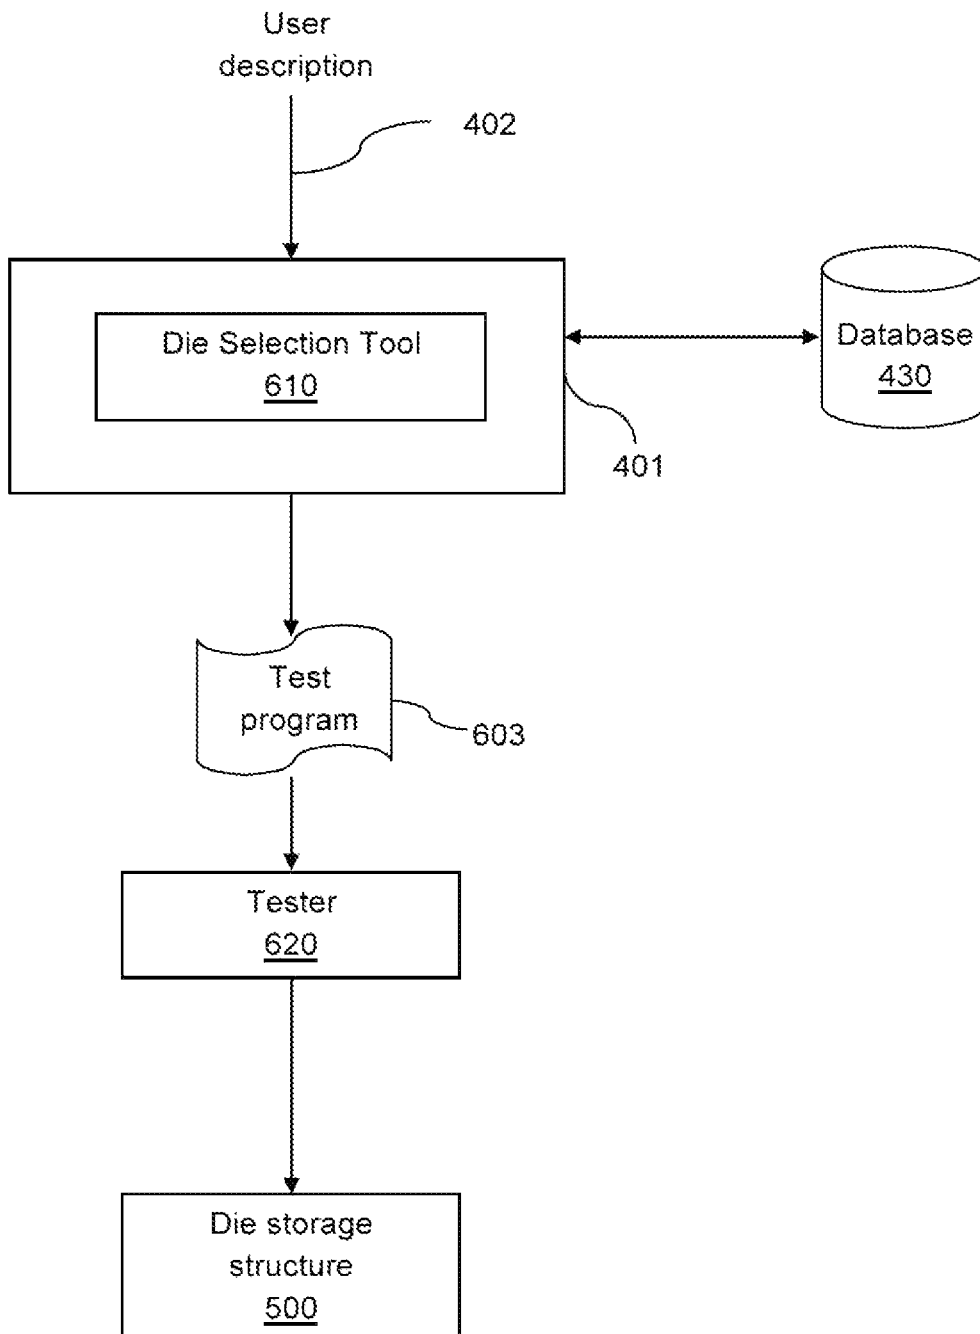 User
description
402
Die Selection Tool
610
Database
430
401
Test
program
603
Tester
620
Die storage
structure
500